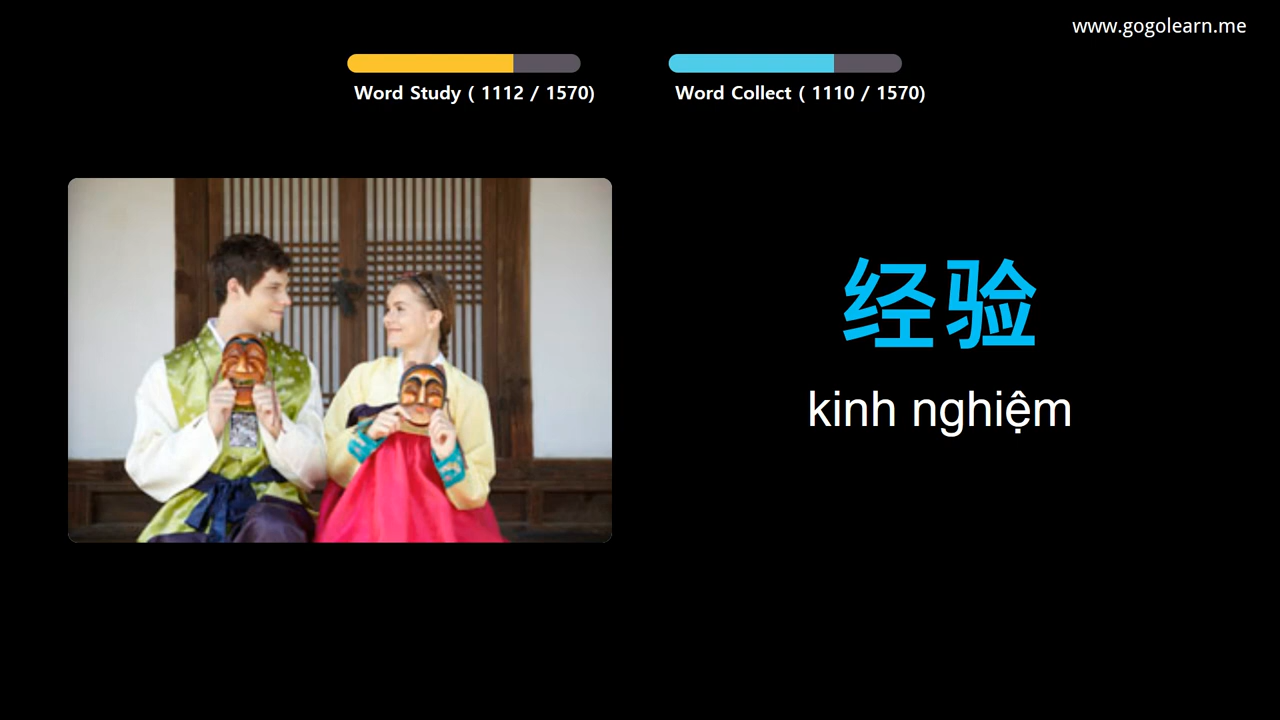 www.gogolearn.me
Word Study ( 1112 / 1570)
Word Collect ( 1110 / 1570)
经验
kinh nghiệm